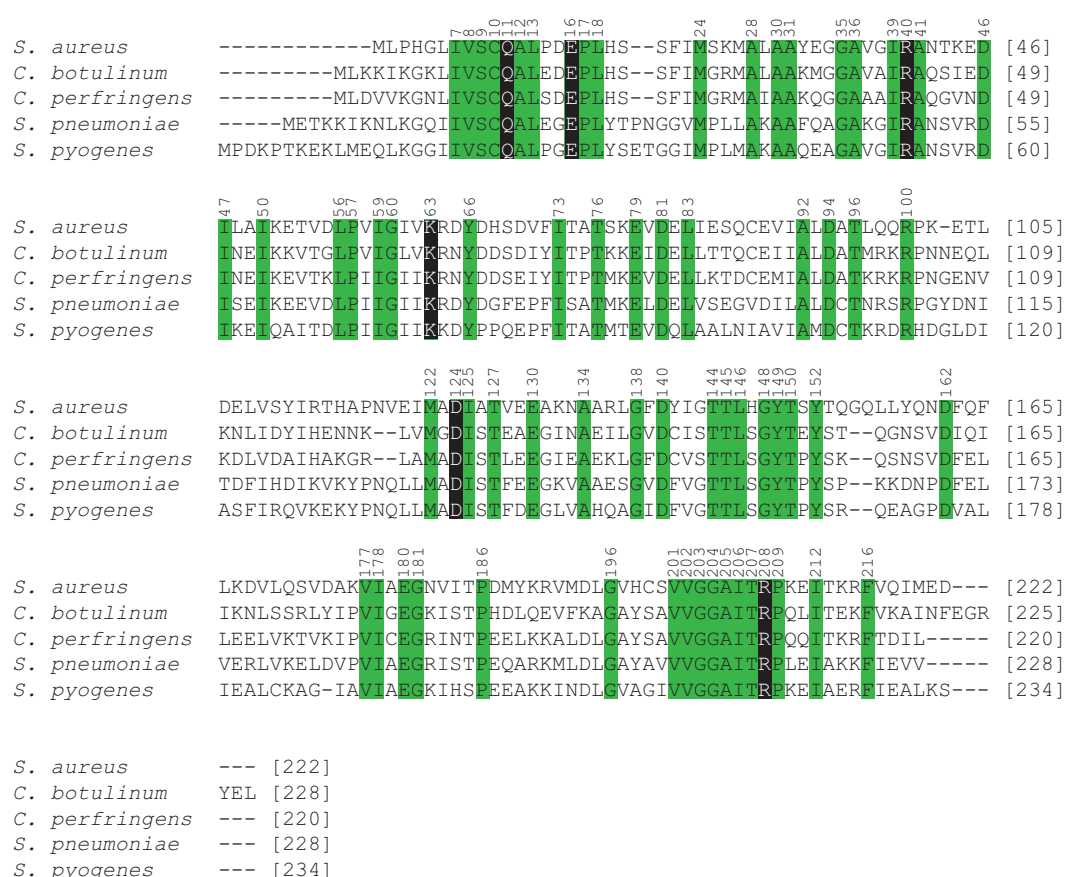 7 8 9 10 11 12 13 16 17 18 24 28 30 31 35 36 39 40 41 46
S. aureus ------------MLPHGLIVSCQALPDEPLHS--SFIMSKMALAAYEGGAVGIRANTKED [46]
C. botulinum ---------MLKKIKGKLIVSCQALEDEPLHS--SFIMGRMALAAKMGGAVAIRAQSIED [49]
C. perfringens ---------MLDVVKGNLIVSCQALSDEPLHS--SFIMGRMAIAAKQGGAAAIRAQGVND [49]
S. pneumoniae -----METKKIKNLKGQIIVSCQALEGEPLYTPNGGVMPLLAKAAFQAGAKGIRANSVRD [55]
S. pyogenes MPDKPTKEKLMEQLKGGIIVSCQALPGEPLYSETGGIMPLMAKAAQEAGAVGIRANSVRD [60]
47 50 56 57 59 60 63 66 73 76 79 81 83 92 94 96 100
S. aureus ILAIKETVDLPVIGIVKRDYDHSDVFITATSKEVDELIESQCEVIALDATLQQRPK-ETL [105]
C. botulinum INEIKKVTGLPVIGLVKRNYDDSDIYITPTKKEIDELLTTQCEIIALDATMRKRPNNEQL [109]
C. perfringens INEIKEVTKLPIIGIIKRNYDDSEIYITPTMKEVDELLKTDCEMIALDATKRKRPNGENV [109]
S. pneumoniae ISEIKEEVDLPIIGIIKRDYDGFEPFISATMKELDELVSEGVDILALDCTNRSRPGYDNI [115]
S. pyogenes IKEIQAITDLPIIGIIKKDYPPQEPFITATMTEVDQLAALNIAVIAMDCTKRDRHDGLDI [120]
122 124 125 127 130 134 138 140 144 145 146 148 149 150 152 162
S. aureus DELVSYIRTHAPNVEIMADIATVEEAKNAARLGFDYIGTTLHGYTSYTQGQLLYQNDFQF [165]
C. botulinum KNLIDYIHENNK--LVMGDISTEAEGINAEILGVDCISTTLSGYTEYST--QGNSVDIQI [165]
C. perfringens KDLVDAIHAKGR--LAMADISTLEEGIEAEKLGFDCVSTTLSGYTPYSK--QSNSVDFEL [165]
S. pneumoniae TDFIHDIKVKYPNQLLMADISTFEEGKVAAESGVDFVGTTLSGYTPYSP--KKDNPDFEL [173]
S. pyogenes ASFIRQVKEKYPNQLLMADISTFDEGLVAHQAGIDFVGTTLSGYTPYSR--QEAGPDVAL [178]
177 178 180 181 186 196 201 202 203 204 205 206 207 208 209 212 216
S. aureus LKDVLQSVDAKVIAEGNVITPDMYKRVMDLGVHCSVVGGAITRPKEITKRFVQIMED--- [222]
C. botulinum IKNLSSRLYIPVIGEGKISTPHDLQEVFKAGAYSAVVGGAITRPQLITEKFVKAINFEGR [225]
C. perfringens LEELVKTVKIPVICEGRINTPEELKKALDLGAYSAVVGGAITRPQQITKRFTDIL----- [220]
S. pneumoniae VERLVKELDVPVIAEGRISTPEQARKMLDLGAYAVVVGGAITRPLEIAKKFIEVV----- [228]
S. pyogenes IEALCKAG-IAVIAEGKIHSPEEAKKINDLGVAGIVVGGAITRPKEIAERFIEALKS--- [234]
S. aureus --- [222]
C. botulinum YEL [228]
C. perfringens --- [220]
S. pneumoniae --- [228]
S. pyogenes --- [234]